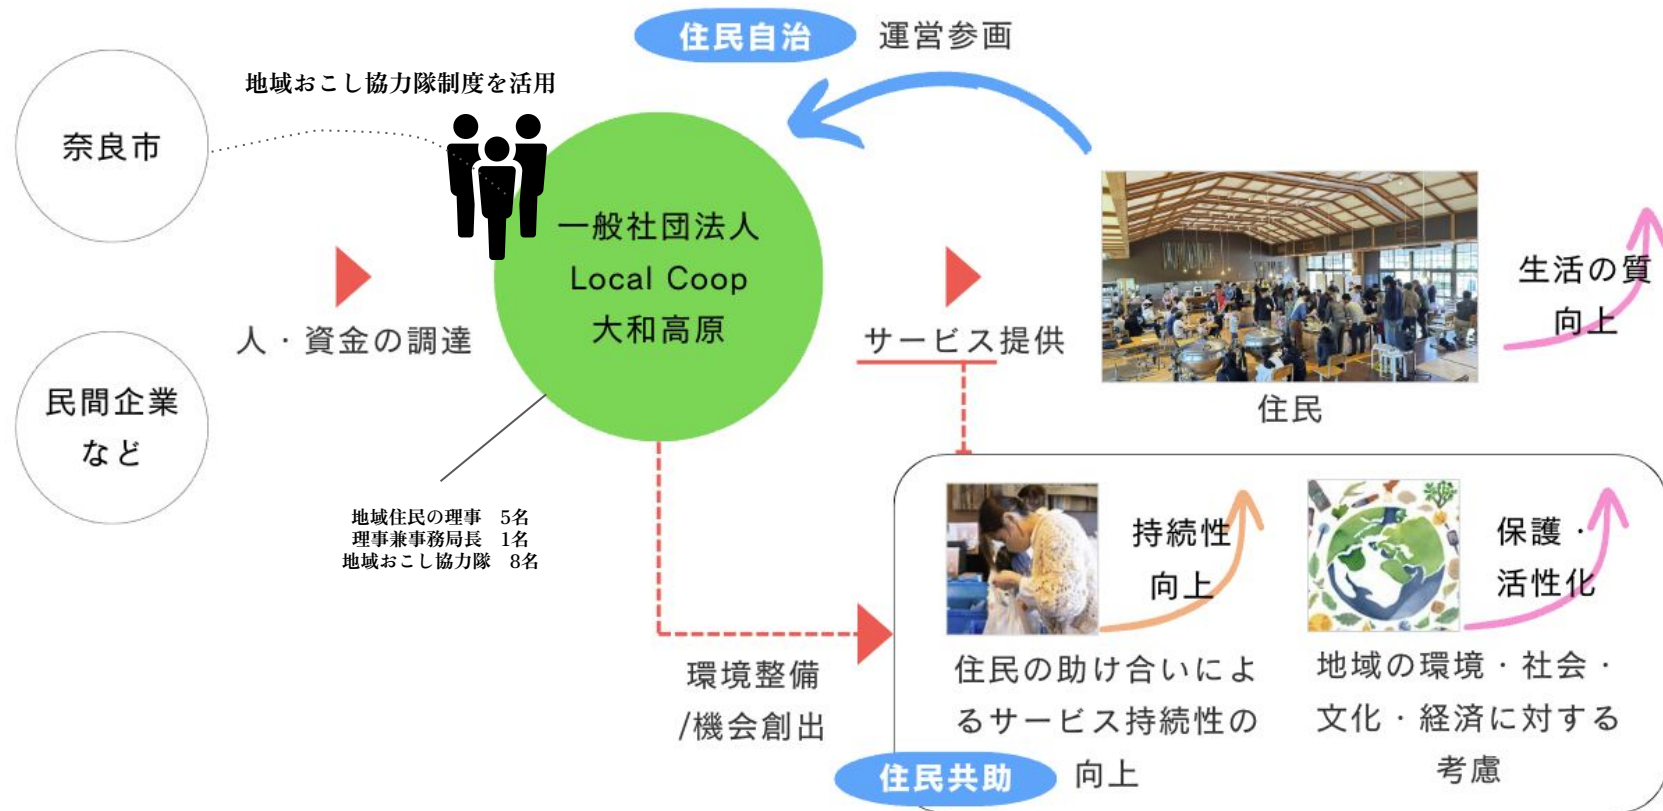 住民自治 運営参画
地域おこし協力隊制度を活用
奈良市
一般社団法人
Local Coop
大和高原
人・資金の調達
民間企業
など
サービス提供
住民
生活の質
向上
地域住民の理事 5名
理事兼事務局長 1名
地域おこし協力隊 8名
環境整備
/機会創出
持続性
向上
住民の助け合いによ
るサービス持続性の
向上
保護・
活性化
地域の環境・社会・
文化・経済に対する
考慮
住民共助